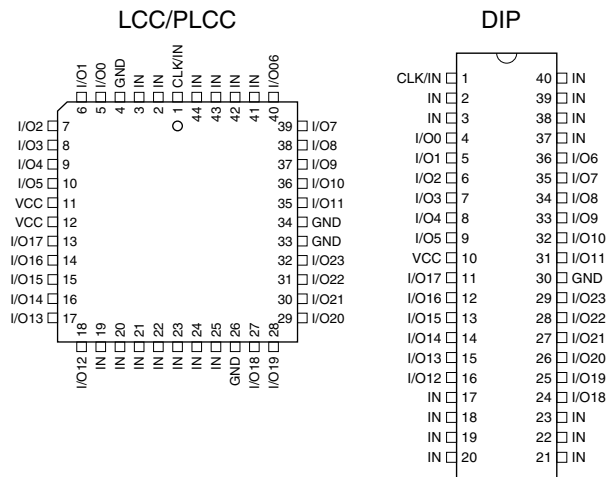 LCC/PLCC
I/O1 I/O0 GND IN IN CLK/IN IN IN IN IN I/O06
6 5 4 3 2 1 44 43 42 41 40
I/O2 7 39 I/O7
I/O3 8 38 I/O8
I/O4 9 37 I/O9
I/O5 10 36 I/O10
VCC 11 35 I/O11
VCC 12 34 GND
I/O17 13 33 GND
I/O16 14 32 I/O23
I/O15 15 31 I/O22
I/O14 16 30 I/O21
I/O13 17 29 I/O20
18 19 20 21 22 23 24 25 26 27 28
I/O12 IN IN IN IN IN IN IN GND I/O18 I/O19
DIP
CLK/IN 1 40 IN
IN 2 39 IN
IN 3 38 IN
I/O0 4 37 IN
I/O1 5 36 I/O6
I/O2 6 35 I/O7
I/O3 7 34 I/O8
I/O4 8 33 I/O9
I/O5 9 32 I/O10
VCC 10 31 I/O11
I/O17 11 30 GND
I/O16 12 29 I/O23
I/O15 13 28 I/O22
I/O14 14 27 I/O21
I/O13 15 26 I/O20
I/O12 16 25 I/O19
IN 17 24 I/O18
IN 18 23 IN
IN 19 22 IN
IN 20 21 IN